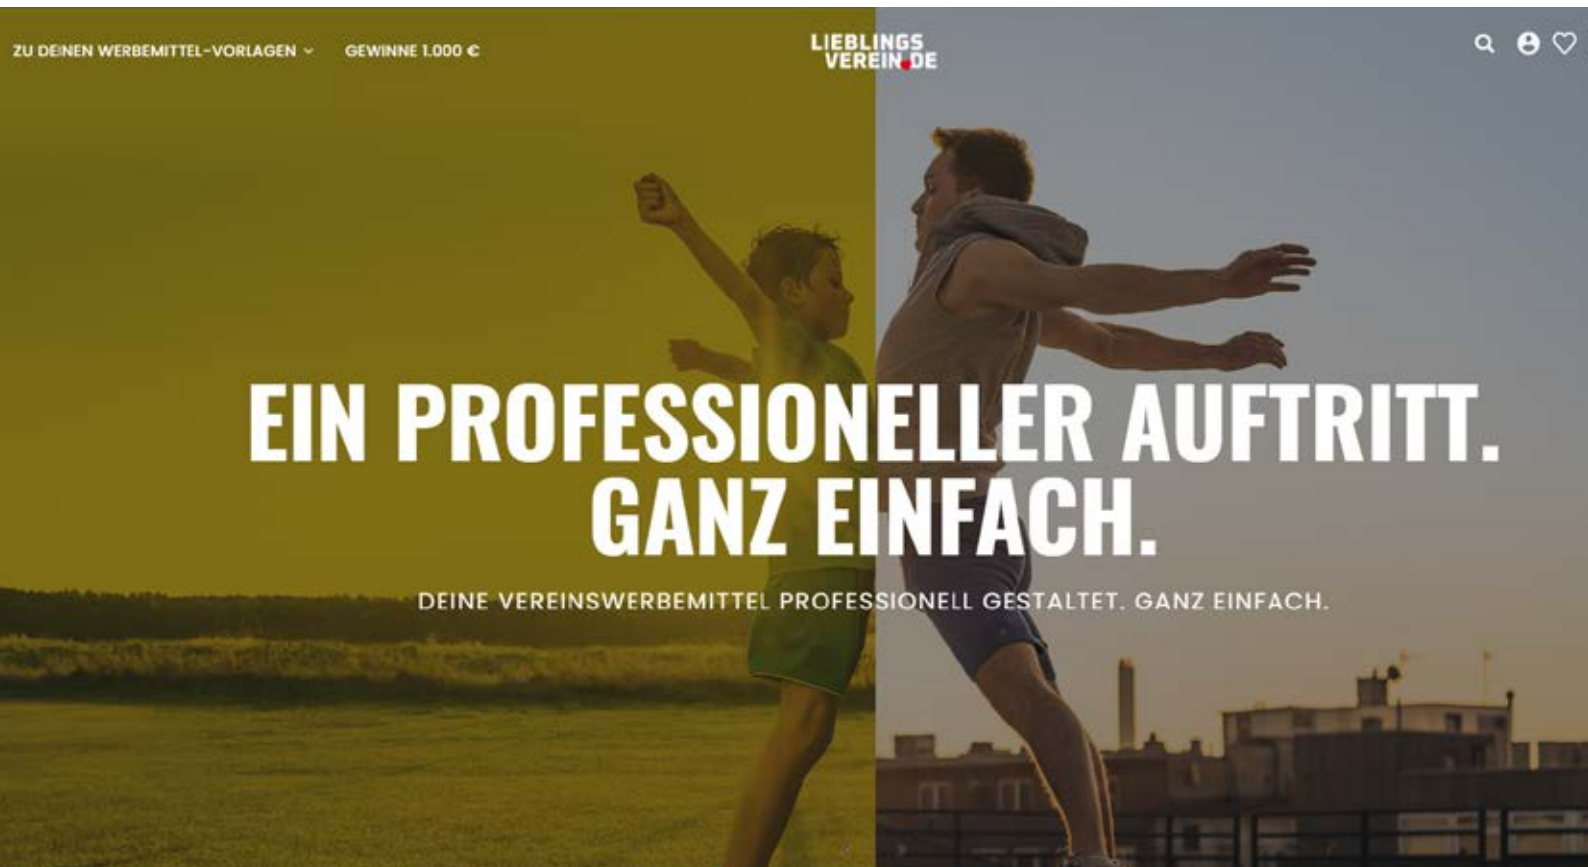 ZU DEINEN WERBEMITTEL-VORLAGEN
GEWINNE 1.000 €
LIEBLINGS
VEREIN.DE
EIN PROFESSIONELLER AUFTRITT.
GANZ EINFACH.
DEINE VEREINSWERBEMITTEL PROFESSIONELL GESTALTET. GANZ EINFACH.